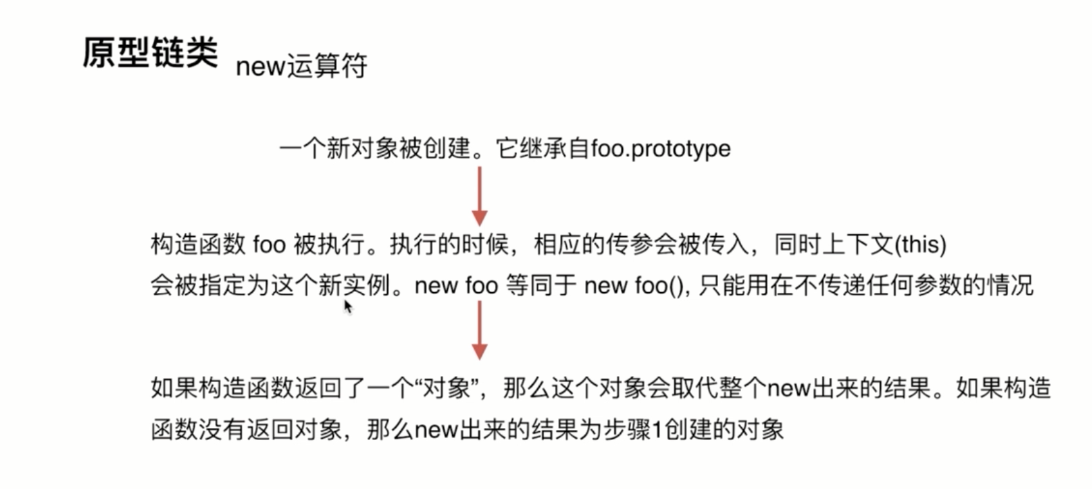 原型链类 new运算符
一个新对象被创建。它继承自foo.prototype
构造函数 foo 被执行。执行的时候，相应的传参会被传入，同时上下文(this)
会被指定为这个新实例。new foo 等同于 new foo(), 只能用在不传递任何参数的情况
如果构造函数返回了一个“对象”，那么这个对象会取代整个new出来的结果。如果构造
函数没有返回对象，那么new出来的结果为步骤1创建的对象